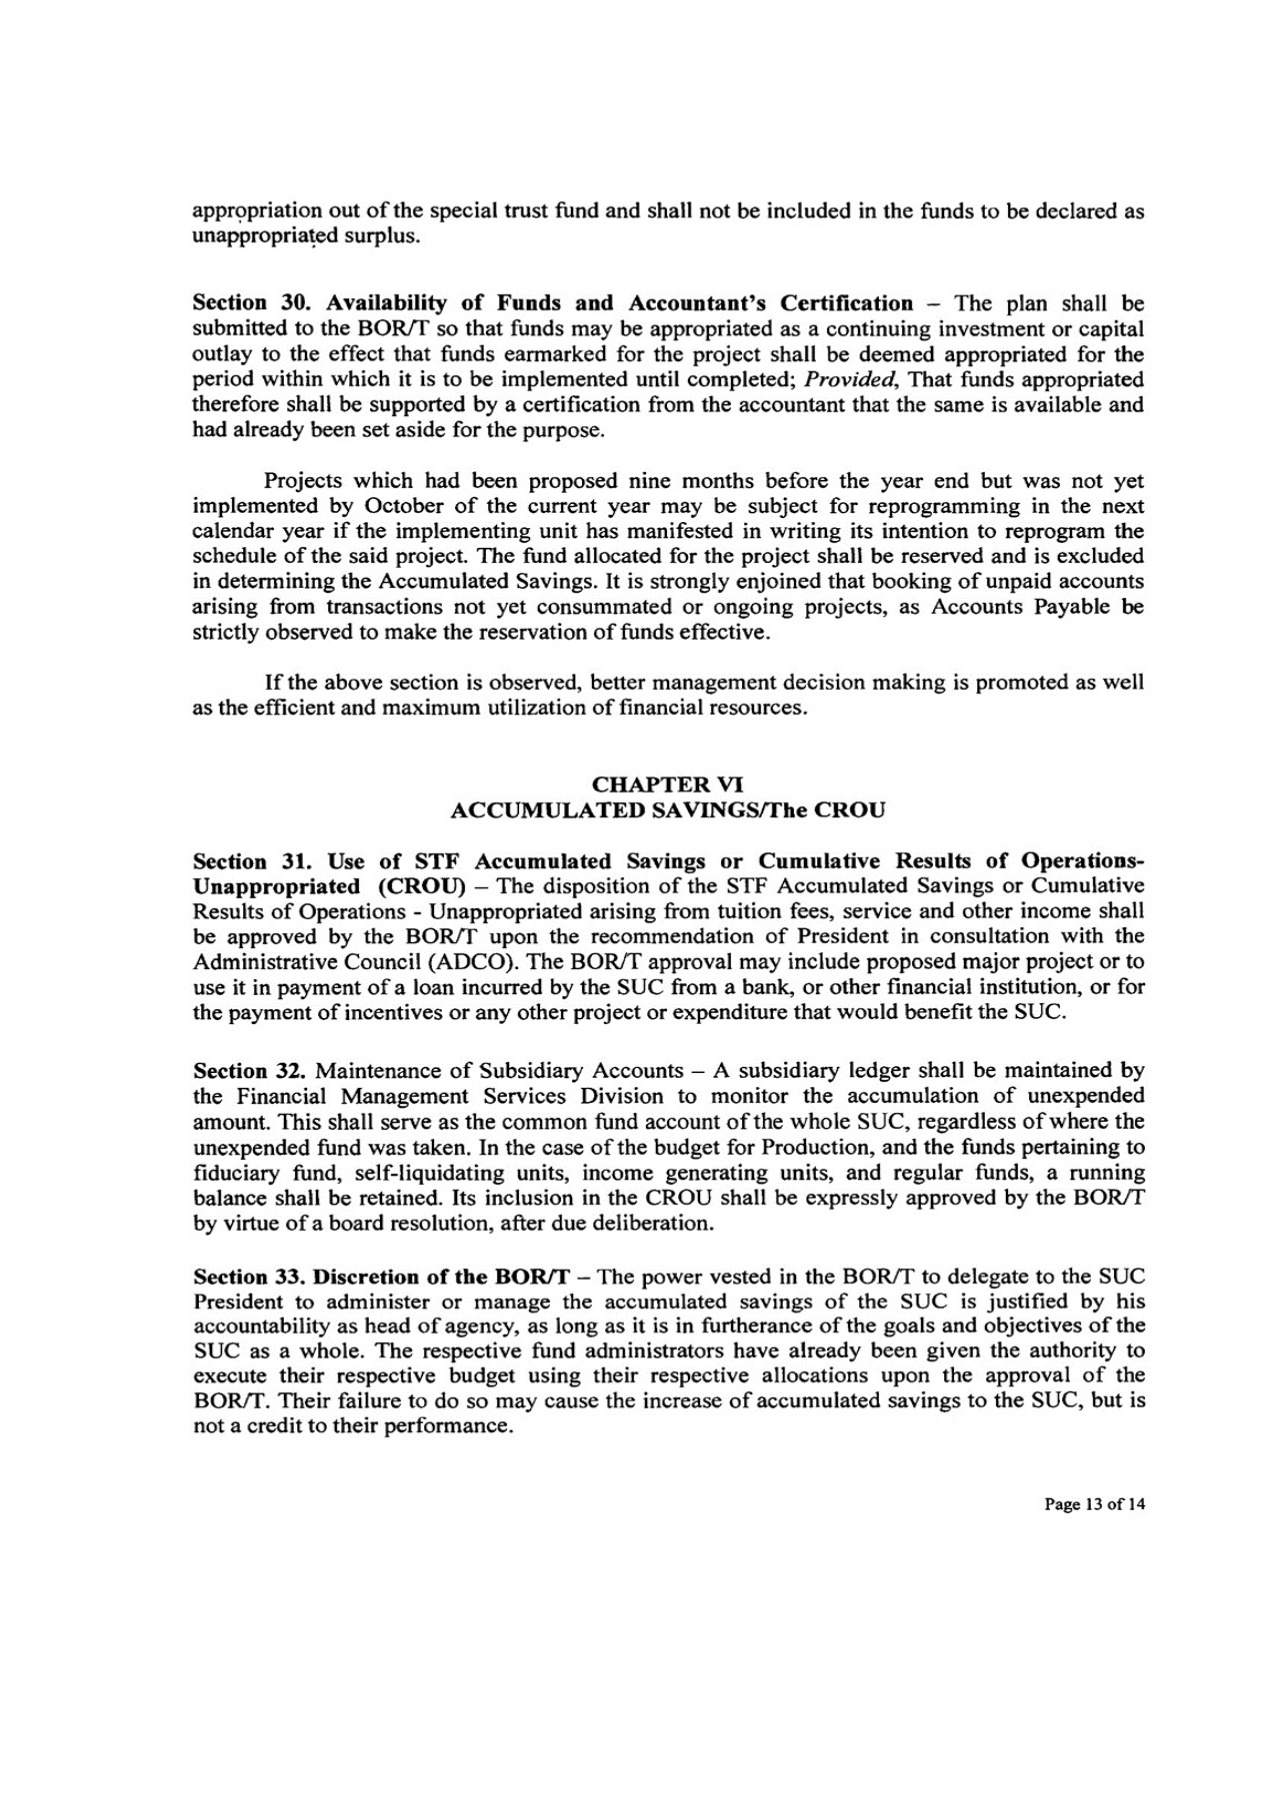 appropriation out of the special trust fund and shall not be included in the funds to be declared as
unappropriated surplus.
Section 30. Availability of Funds and Accountant's Certification – The plan shall be
submitted to the BOR/T so that funds may be appropriated as a continuing investment or capital
outlay to the effect that funds earmarked for the project shall be deemed appropriated for the
period within which it is to be implemented until completed; Provided, That funds appropriated
therefore shall be supported by a certification from the accountant that the same is available and
had already been set aside for the purpose.
Projects which had been proposed nine months before the year end but was not yet
implemented by October of the current year may be subject for reprogramming in the next
calendar year if the implementing unit has manifested in writing its intention to reprogram the
schedule of the said project. The fund allocated for the project shall be reserved and is excluded
in determining the Accumulated Savings. It is strongly enjoined that booking of unpaid accounts
arising from transactions not yet consummated or ongoing projects, as Accounts Payable be
strictly observed to make the reservation of funds effective.
If the above section is observed, better management decision making is promoted as well
as the efficient and maximum utilization of financial resources.
CHAPTER VI
ACCUMULATED SAVINGS/The CROU
Section 31. Use of STF Accumulated Savings or Cumulative Results of Operations-
Unappropriated (CROU) – The disposition of the STF Accumulated Savings or Cumulative
Results of Operations - Unappropriated arising from tuition fees, service and other income shall
be approved by the BOR/T upon the recommendation of President in consultation with the
Administrative Council (ADCO). The BOR/T approval may include proposed major project or to
use it in payment of a loan incurred by the SUC from a bank, or other financial institution, or for
the payment of incentives or any other project or expenditure that would benefit the SUC.
Section 32. Maintenance of Subsidiary Accounts – A subsidiary ledger shall be maintained by
the Financial Management Services Division to monitor the accumulation of unexpended
amount. This shall serve as the common fund account of the whole SUC, regardless of where the
unexpended fund was taken. In the case of the budget for Production, and the funds pertaining to
fiduciary fund, self-liquidating units, income generating units, and regular funds, a running
balance shall be retained. Its inclusion in the CROU shall be expressly approved by the BOR/T
by virtue of a board resolution, after due deliberation.
Section 33. Discretion of the BOR/T – The power vested in the BOR/T to delegate to the SUC
President to administer or manage the accumulated savings of the SUC is justified by his
accountability as head of agency, as long as it is in furtherance of the goals and objectives of the
SUC as a whole. The respective fund administrators have already been given the authority to
execute their respective budget using their respective allocations upon the approval of the
BOR/T. Their failure to do so may cause the increase of accumulated savings to the SUC, but is
not a credit to their performance.
Page 13 of 14